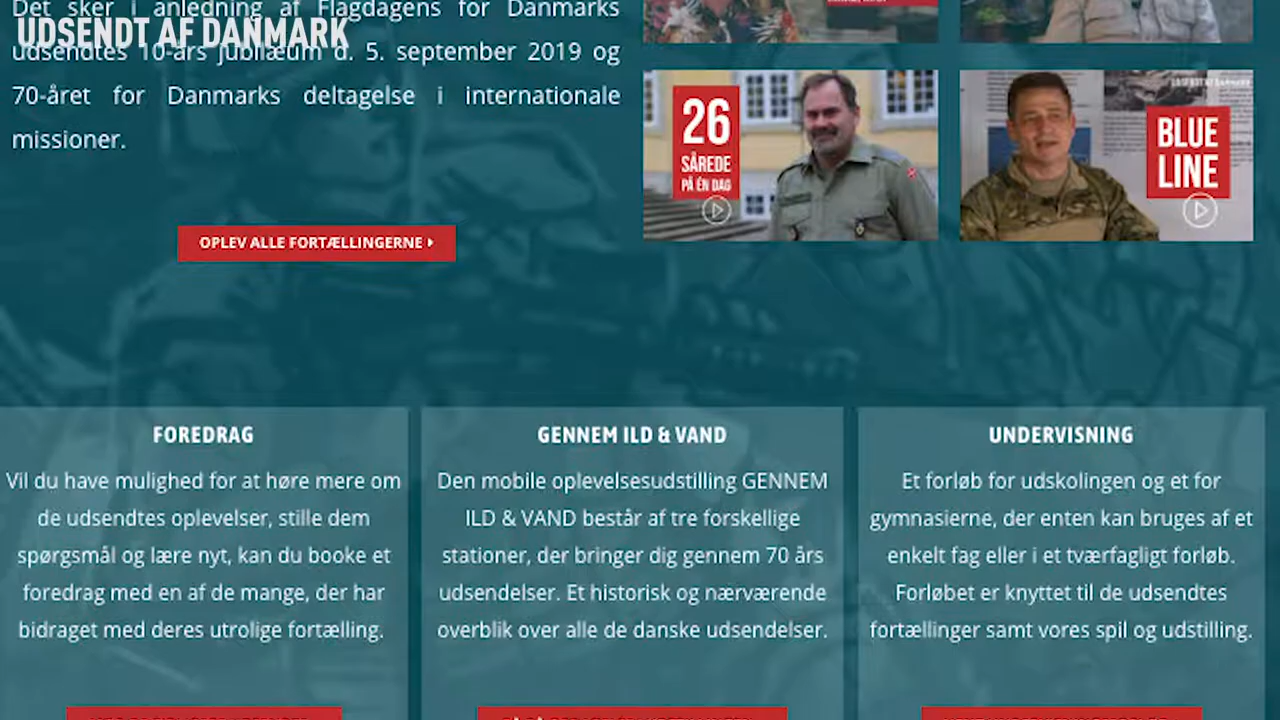 Det sker i anledning af Flagdagens for Danmarks
UDSENDT AF DANMARK
udsendtes 10-års jubilæum d. 5. september 2019 og
70-året for Danmarks deltagelse i internationale
missioner.
OPLEV ALLE FORTÆLLINGERNE
26
SÅREDE
PÅ ÉN DAG
BLUE
LINE
FOREDRAG
Vil du have mulighed for at høre mere om
de udsendtes oplevelser, stille dem
spørgsmål og lære nyt, kan du booke et
foredrag med en af de mange, der har
bidraget med deres utrolige fortælling.
GENNEM ILD & VAND
Den mobile oplevelsesudstilling GENNEM
ILD & VAND består af tre forskellige
stationer, der bringer dig gennem 70 års
udsendelser. Et historisk og nærværende
overblik over alle de danske udsendelser.
UNDERVISNING
Et forløb for udskolingen og et for
gymnasierne, der enten kan bruges af et
enkelt fag eller i et tværfagligt forløb.
Forløbet er knyttet til de udsendtes
fortællinger samt vores spil og udstilling.